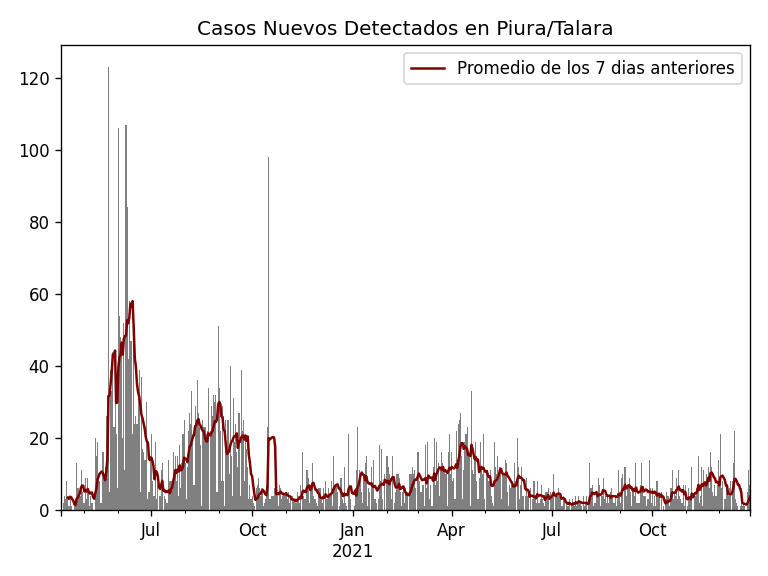 Casos Nuevos Detectados en Piura/Talara
Promedio de los 7 dias anteriores
120
100
80
60
40
20
0
Jul
Oct
Jan
Apr
Jul
Oct
2021